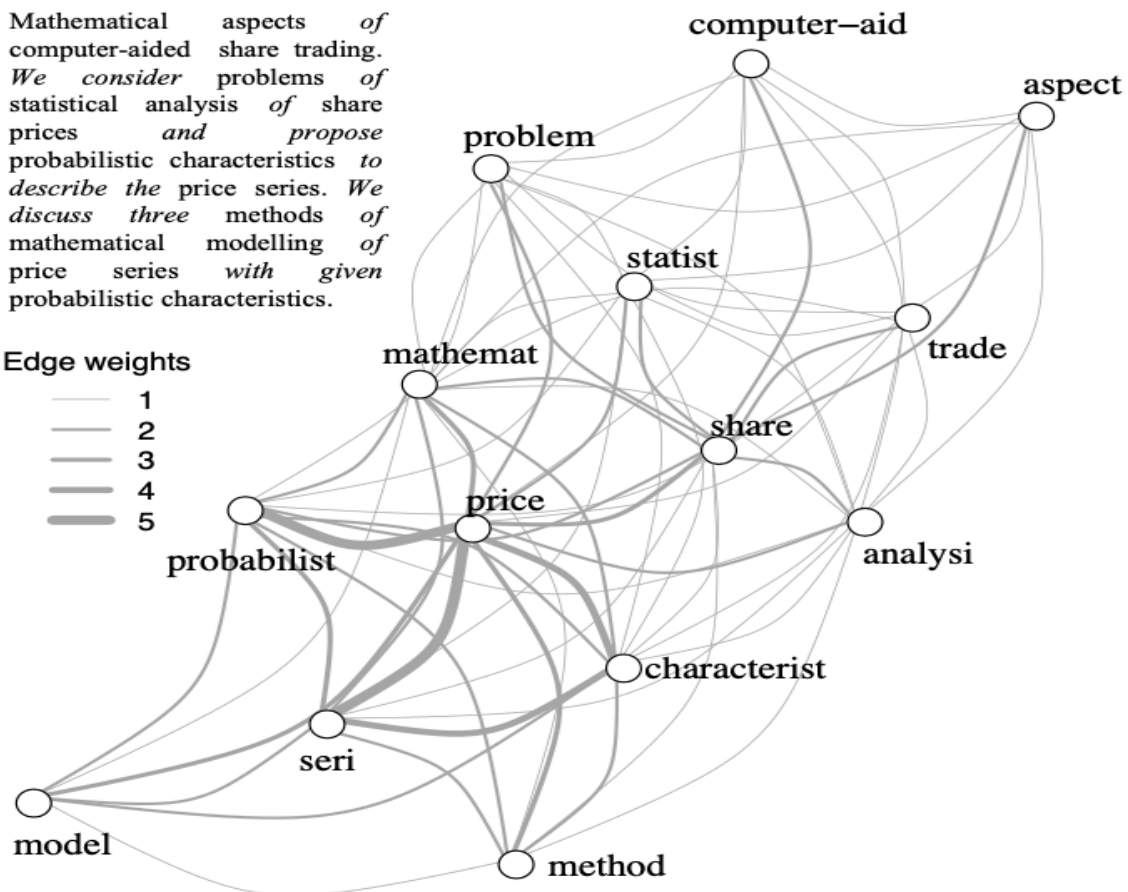 Mathematical aspects of
computer-aided share trading.
We consider problems of
statistical analysis of share
prices and propose
probabilistic characteristics to
describe the price series. We
discuss three methods of
mathematical modelling of
price series with given
probabilistic characteristics.
Edge weights
1
2
3
4
5
computer–aid
aspect
problem
statist
trade
mathemat
share
price
probabilist
analysi
characterist
seri
model
method